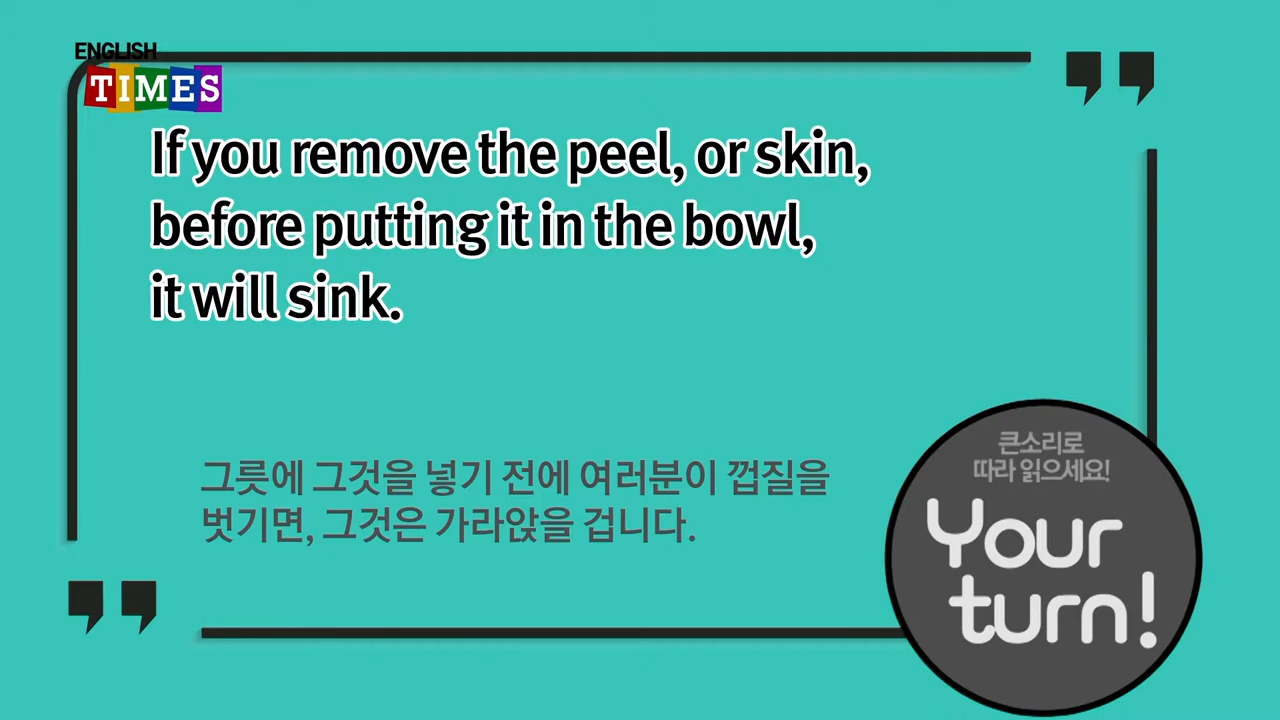 ENGLISH
TIMES
If you remove the peel, or skin,
before putting it in the bowl,
it will sink.
그릇에 그것을 넣기 전에 여러분이 껍질을
벗기면, 그것은 가라앉을 겁니다.
큰소리로
따라 읽으세요!
Your
turn!